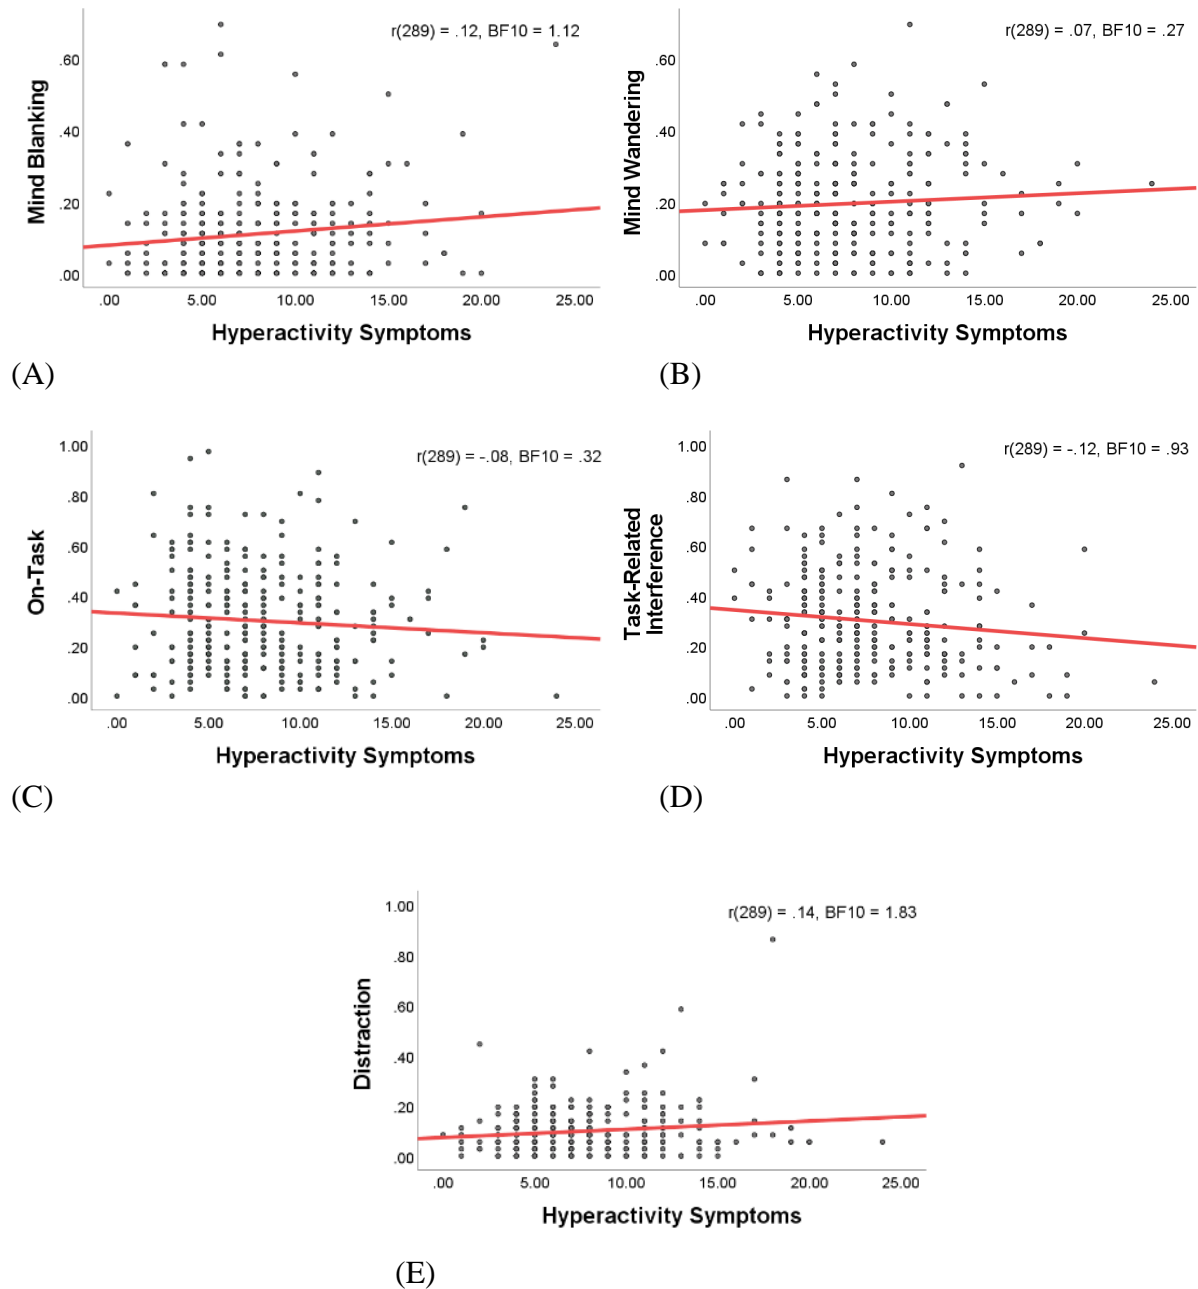 r(289) = .12, BF10 = 1.12
.60
.40
.20
.00
Mind Blanking
.00 5.00 10.00 15.00 20.00 25.00
Hyperactivity Symptoms
(A)
r(289) = .07, BF10 = .27
.60
.40
.20
.00
Mind Wandering
.00 5.00 10.00 15.00 20.00 25.00
Hyperactivity Symptoms
(B)
r(289) = -.08, BF10 = .32
1.00
.80
.60
.40
.20
.00
On-Task
.00 5.00 10.00 15.00 20.00 25.00
Hyperactivity Symptoms
(C)
r(289) = -.12, BF10 = .93
1.00
.80
.60
.40
.20
.00
Task-Related
Interference
.00 5.00 10.00 15.00 20.00 25.00
Hyperactivity Symptoms
(D)
r(289) = .14, BF10 = 1.83
1.00
.80
.60
.40
.20
.00
Distraction
.00 5.00 10.00 15.00 20.00 25.00
Hyperactivity Symptoms
(E)